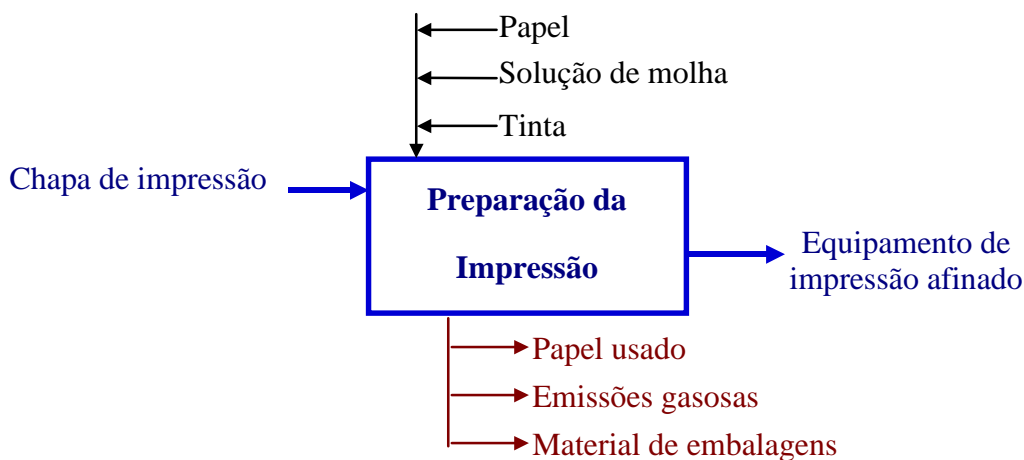 Papel
Solução de molha
Tinta
Chapa de impressão
Preparação da
Impressão
Equipamento de
impressão afinado
Papel usado
Emissões gasosas
Material de embalagens